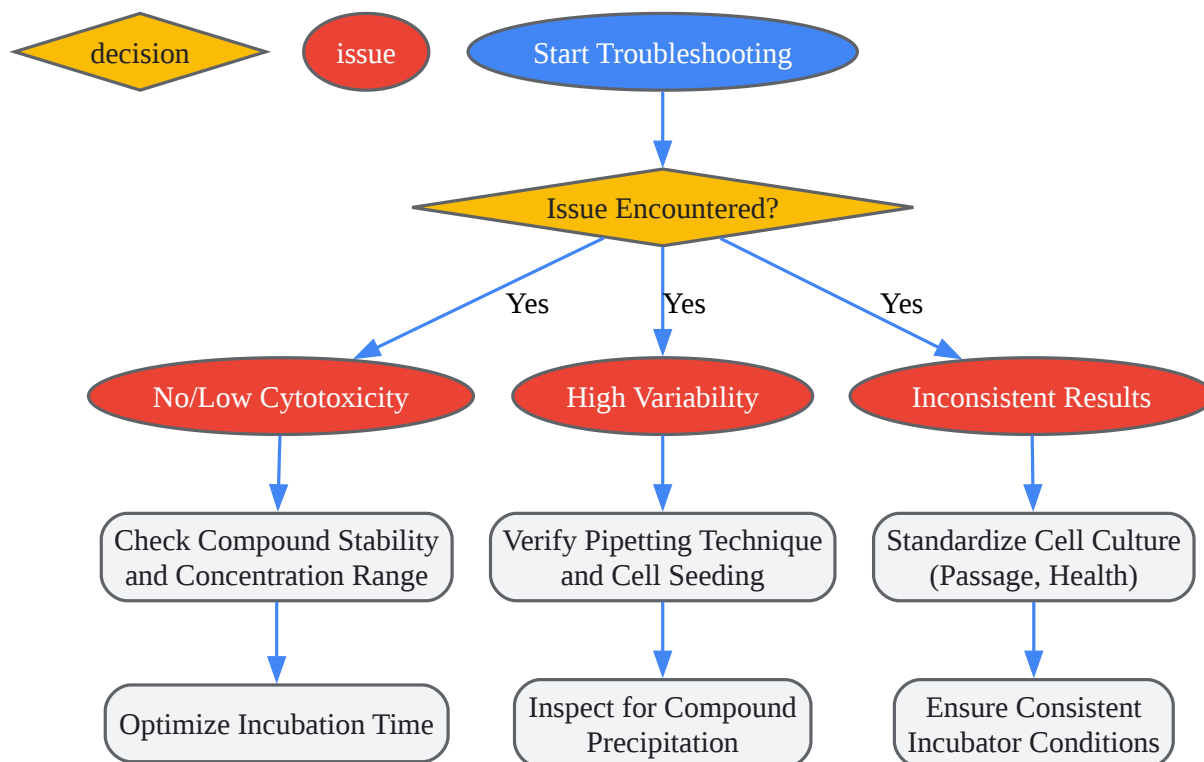 decision
issue
Start Troubleshooting
Issue Encountered?
Yes
Yes
Yes
No/Low Cytotoxicity
High Variability
Inconsistent Results
Check Compound Stability
and Concentration Range
Verify Pipetting Technique
and Cell Seeding
Standardize Cell Culture
(Passage, Health)
Optimize Incubation Time
Inspect for Compound
Precipitation
Ensure Consistent
Incubator Conditions